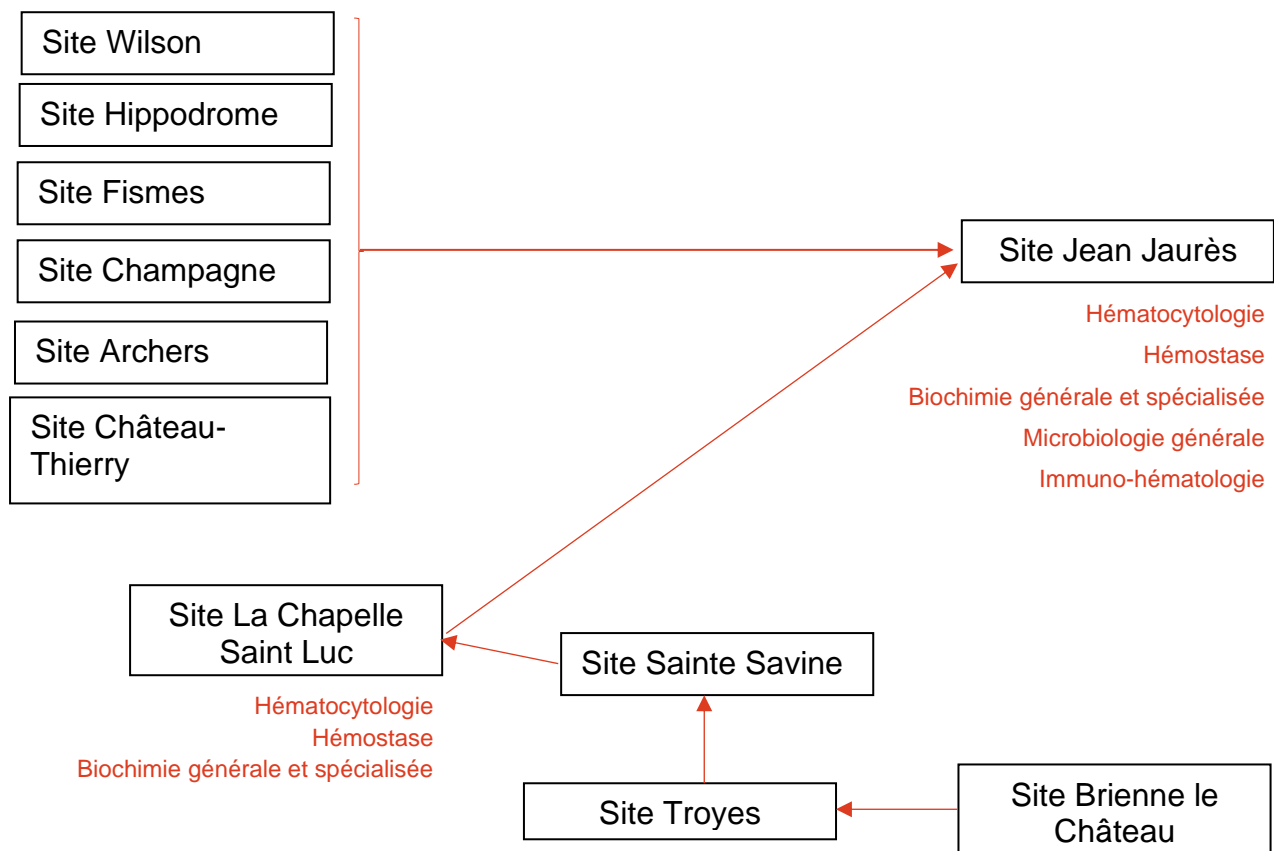 Site Wilson
Site Hippodrome
Site Fismes
Site Champagne
Site Archers
Site Château-
Thierry
Site Jean Jaurès
Hématocytologie
Hémostase
Biochimie générale et spécialisée
Microbiologie générale
Immuno-hématologie
Site La Chapelle
Saint Luc
Hématocytologie
Hémostase
Biochimie générale et spécialisée
Site Sainte Savine
Site Troyes
Site Brienne le
Château